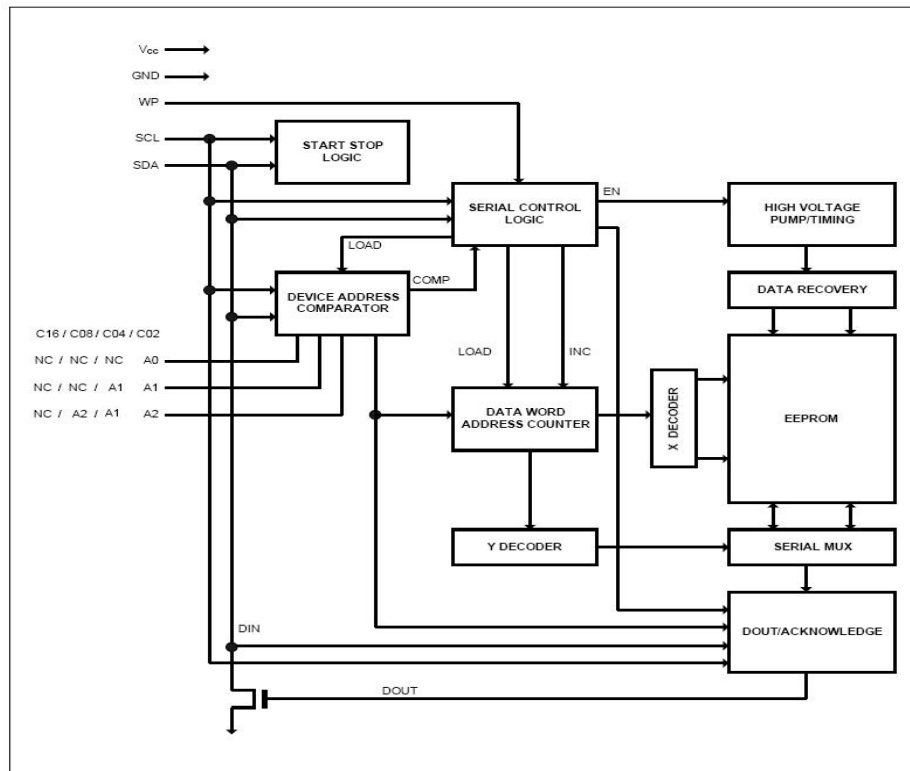 Vcc
GND
WP
SCL
SDA
START STOP
LOGIC
SERIAL CONTROL
LOGIC
EN
HIGH VOLTAGE
PUMP/TIMING
LOAD
COMP
DEVICE ADDRESS
COMPARATOR
DATA RECOVERY
C16 / C08 / C04 / C02
NC / NC / NC A0
NC / NC / A1 A1
NC / A2 / A1 A2
LOAD
INC
DATA WORD
ADDRESS COUNTER
X DECODER
EEPROM
Y DECODER
SERIAL MUX
DIN
DOUT/ACKNOWLEDGE
DOUT